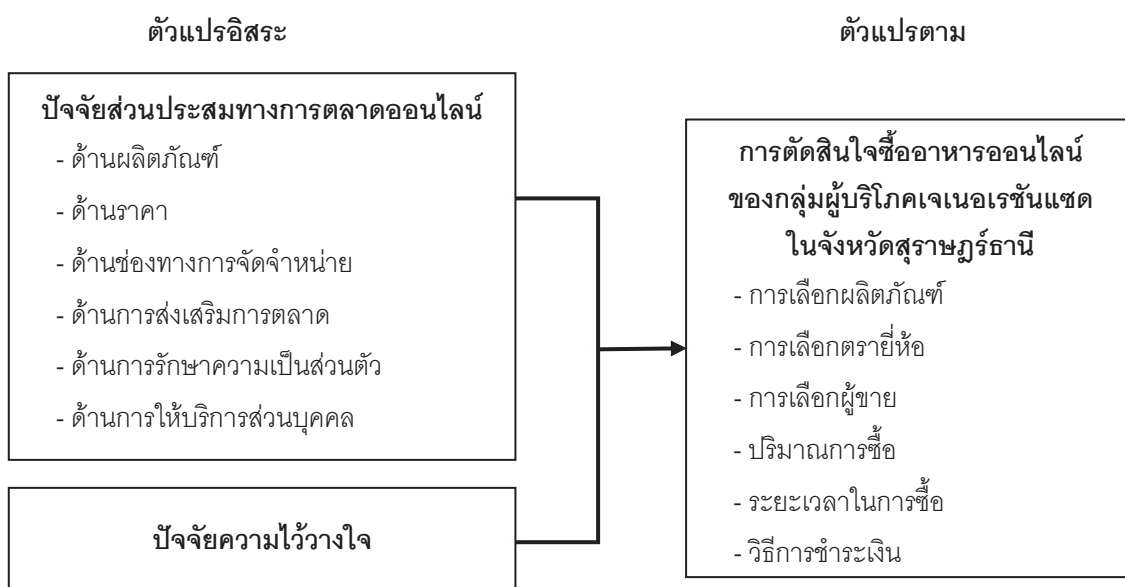 ตัวแปรอิสระ
ตัวแปรตาม
ปัจจัยส่วนประสมทางการตลาดออนไลน์
- ด้านผลิตภัณฑ์
- ด้านราคา
- ด้านช่องทางการจัดจำหน่าย
- ด้านการส่งเสริมการตลาด
- ด้านการรักษาความเป็นส่วนตัว
- ด้านการให้บริการส่วนบุคคล
ปัจจัยความไว้วางใจ
การตัดสินใจซื้ออาหารออนไลน์
ของกลุ่มผู้บริโภคเจเนอเรชันแซด
ในจังหวัดสุราษฎร์ธานี
- การเลือกผลิตภัณฑ์
- การเลือกตรายี่ห้อ
- การเลือกผู้ขาย
- ปริมาณการซื้อ
- ระยะเวลาในการซื้อ
- วิธีการชำระเงิน